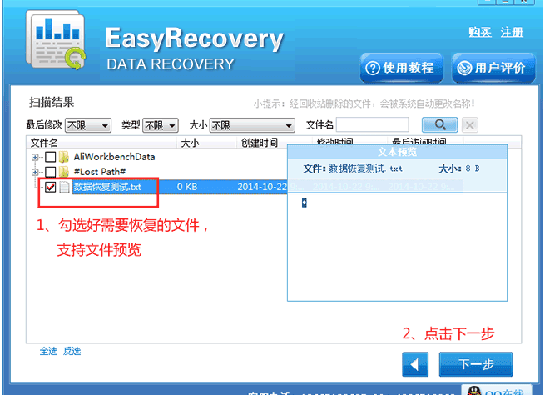 EasyRecovery
DATA RECOVERY
购买 注册
使用教程
用户评价
扫描结果
小提示：经回收站删除的文件，会被系统自动更改名称！
最后修改 不限 类型 不限 大小 不限 文件名
文件名 大小 创建时间 修改时间 最后访问时间
AliWorkbenchData
#Lost Path#
数据恢复测试.txt 0 KB 2014-10-22
文本预览
文件：数据恢复测试.txt 大小：8 B
1、勾选好需要恢复的文件，
支持文件预览
2、点击下一步
全选 反选
下一步
QQ在线